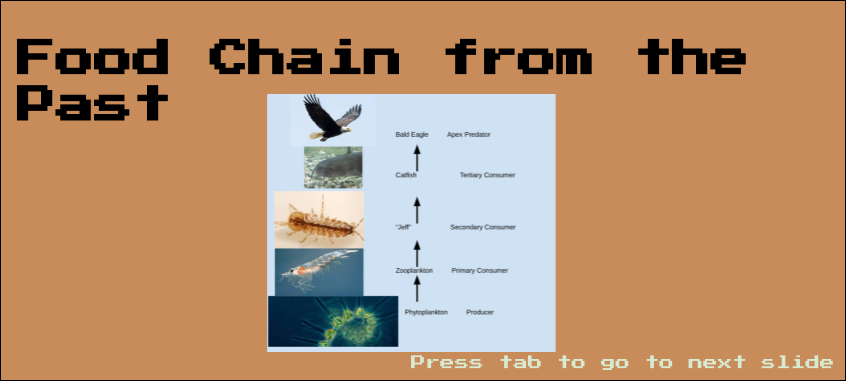 Food Chain from the
Past
Bald Eagle Apex Predator
Catfish Tertiary Consumer
"Jeff" Secondary Consumer
Zooplankton Primary Consumer
Phytoplankton Producer
Press tab to go to next slide